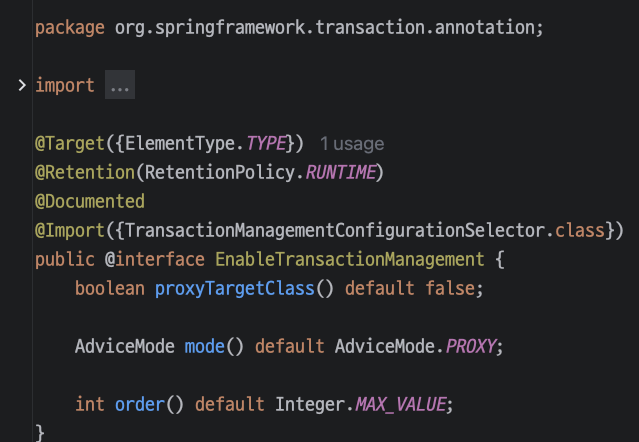 package org.springframework.transaction.annotation;
import ...
@Target({ElementType.TYPE}) 1 usage
@Retention(RetentionPolicy.RUNTIME)
@Documented
@Import({TransactionManagementConfigurationSelector.class})
public @interface EnableTransactionManagement {
    boolean proxyTargetClass() default false;
    AdviceMode mode() default AdviceMode.PROXY;
    int order() default Integer.MAX_VALUE;
}